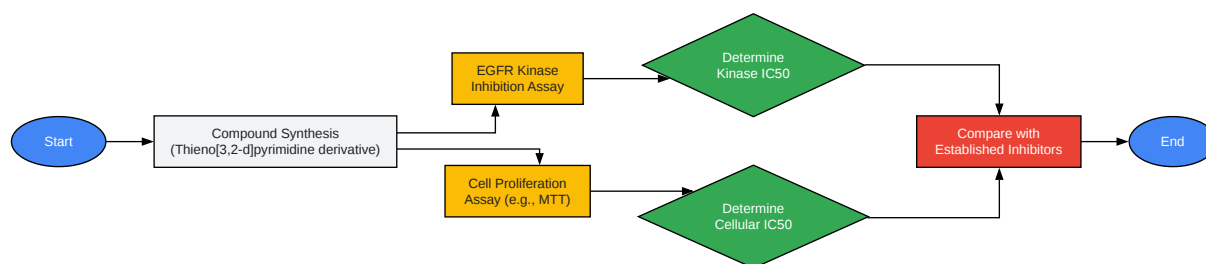 Start
Compound Synthesis
(Thieno[3,2-d]pyrimidine derivative)
EGFR Kinase
Inhibition Assay
Cell Proliferation
Assay (e.g., MTT)
Determine
Kinase IC50
Determine
Cellular IC50
Compare with
Established Inhibitors
End